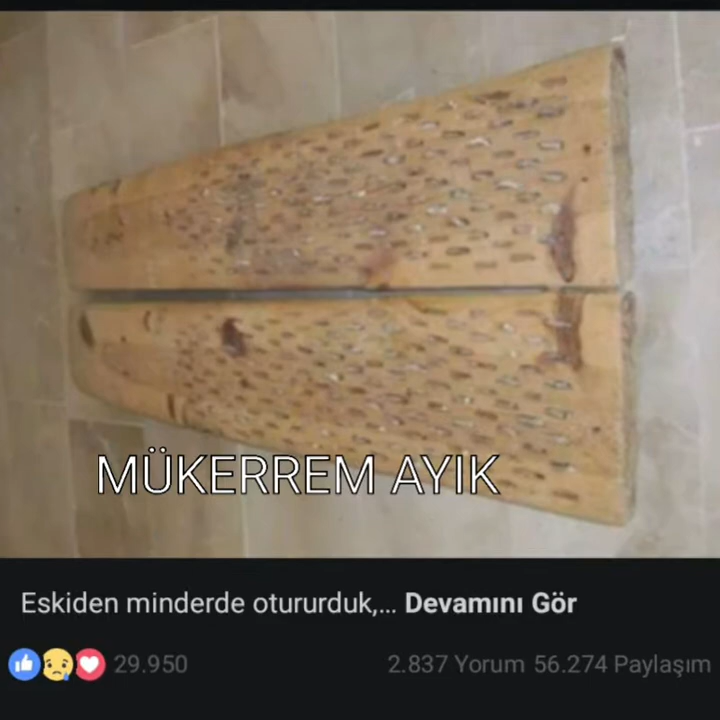 MÜKERREM AYIK
Eskiden minderde otururduk,... Devamını Gör
29.950 2.837 Yorum 56.274 Paylaşım